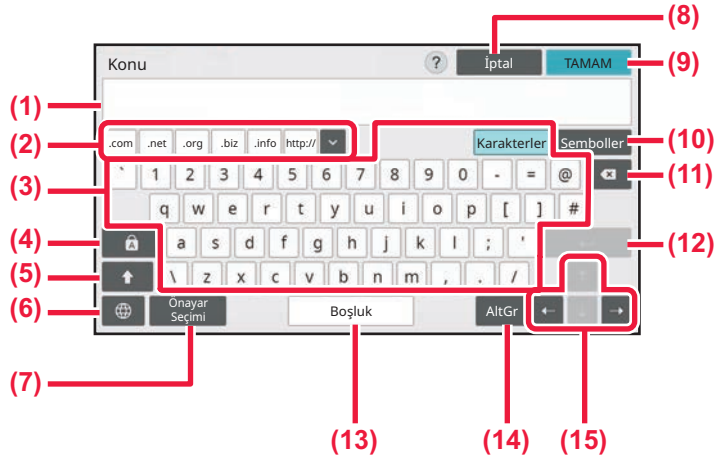 (8)
Konu ? İptal TAMAM (9)
(1)
(2) .com .net .org .biz .info http:// Karakterler Semboller (10)
(3) ` 1 2 3 4 5 6 7 8 9 0 - = @ (11)
q w e r t y u i o p [ ] #
(4) A a s d f g h j k l ; ' ← (12)
(5) \ z x c v b n m , . / ↑
(6) Önayar Seçimi Boşluk AltGr ← ↓ →
(7) (13) (14) (15)